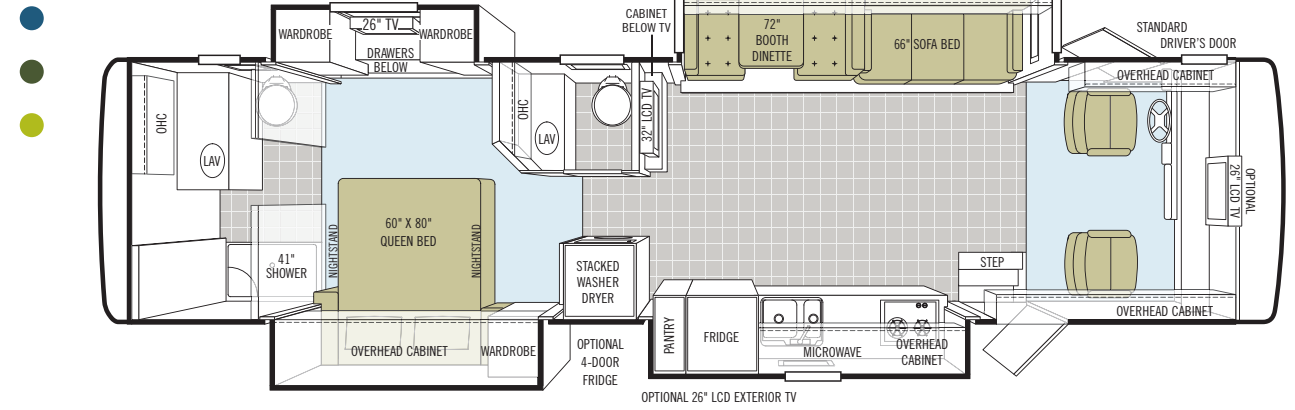 WARDROBE
26" TV
WARDROBE
DRAWERS
BELOW
CABINET
BELOW TV
72"
BOOTH
DINETTE
66" SOFA BED
STANDARD
DRIVER'S DOOR
OVERHEAD CABINET
OHC
LAV
OHC
LAV
32" LCD TV
OPTIONAL
26" LCD TV
60" X 80"
QUEEN BED
NIGHTSTAND
NIGHTSTAND
41"
SHOWER
STACKED
WASHER
DRYER
STEP
OVERHEAD CABINET
PANTRY
FRIDGE
MICROWAVE
OVERHEAD
CABINET
OVERHEAD CABINET
WARDROBE
OPTIONAL
4-DOOR
FRIDGE
OPTIONAL 26" LCD EXTERIOR TV